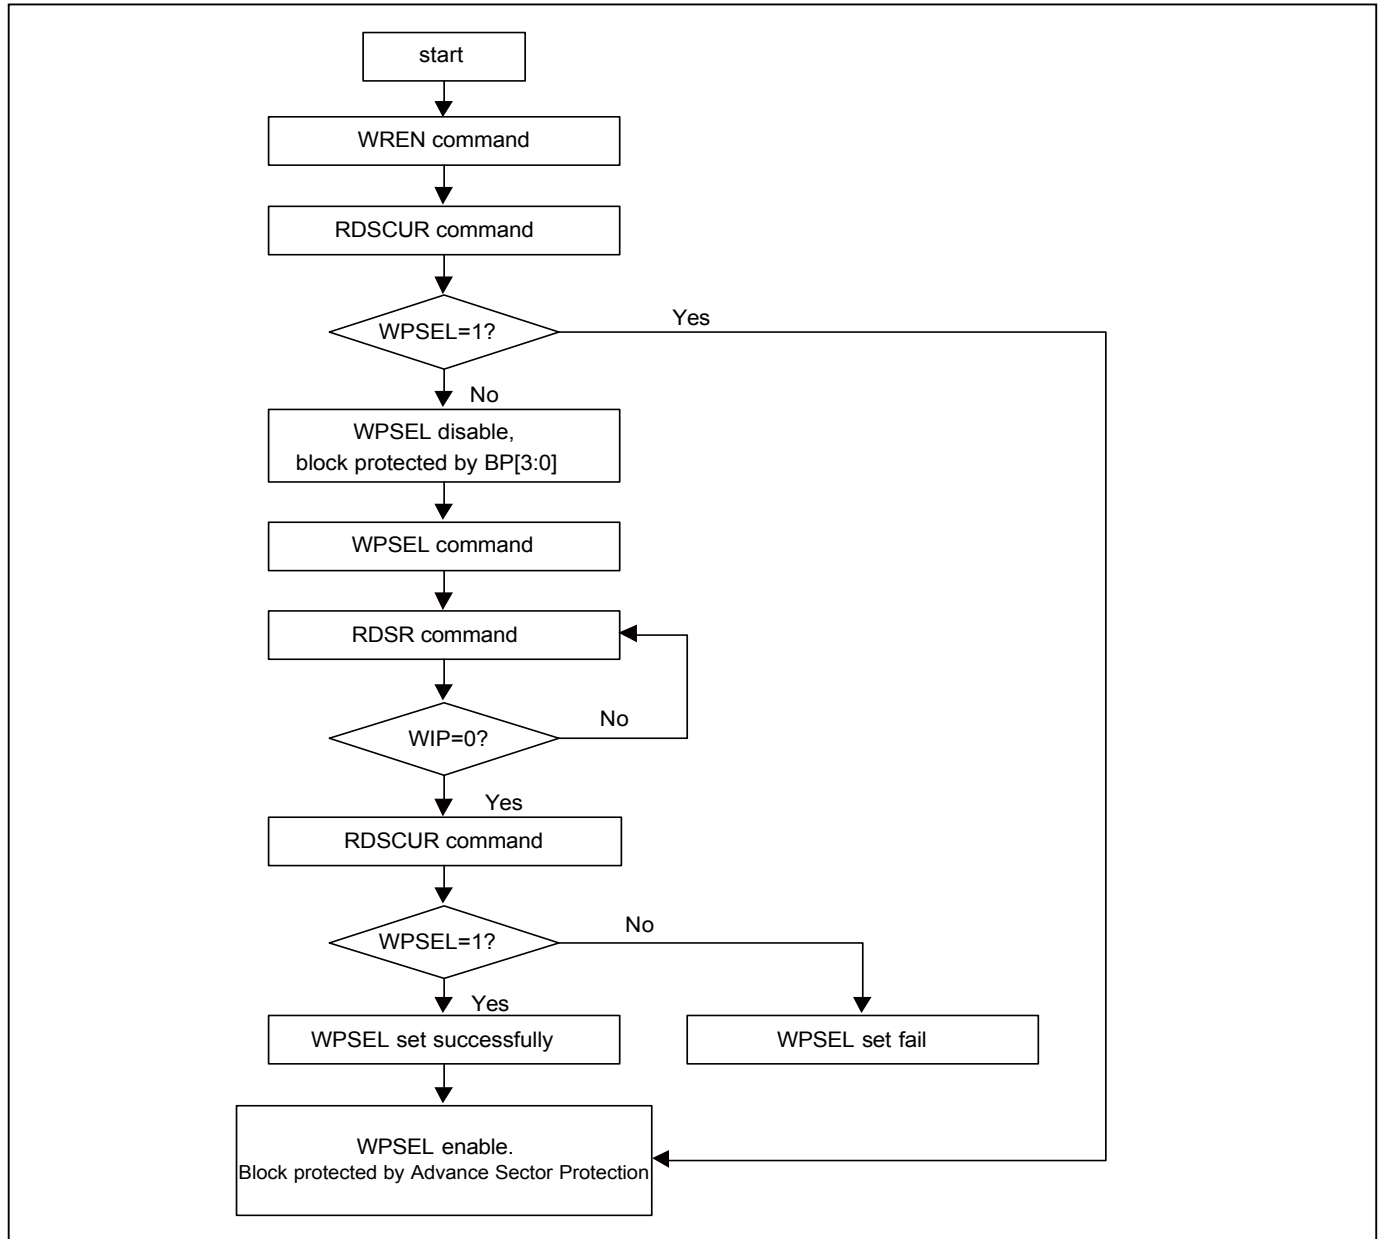 start
WREN command
RDSCUR command
WPSEL=1?
Yes
No
WPSEL disable,
block protected by BP[3:0]
WPSEL command
RDSR command
WIP=0?
No
Yes
RDSCUR command
WPSEL=1?
No
Yes
WPSEL set successfully
WPSEL set fail
WPSEL enable.
Block protected by Advance Sector Protection